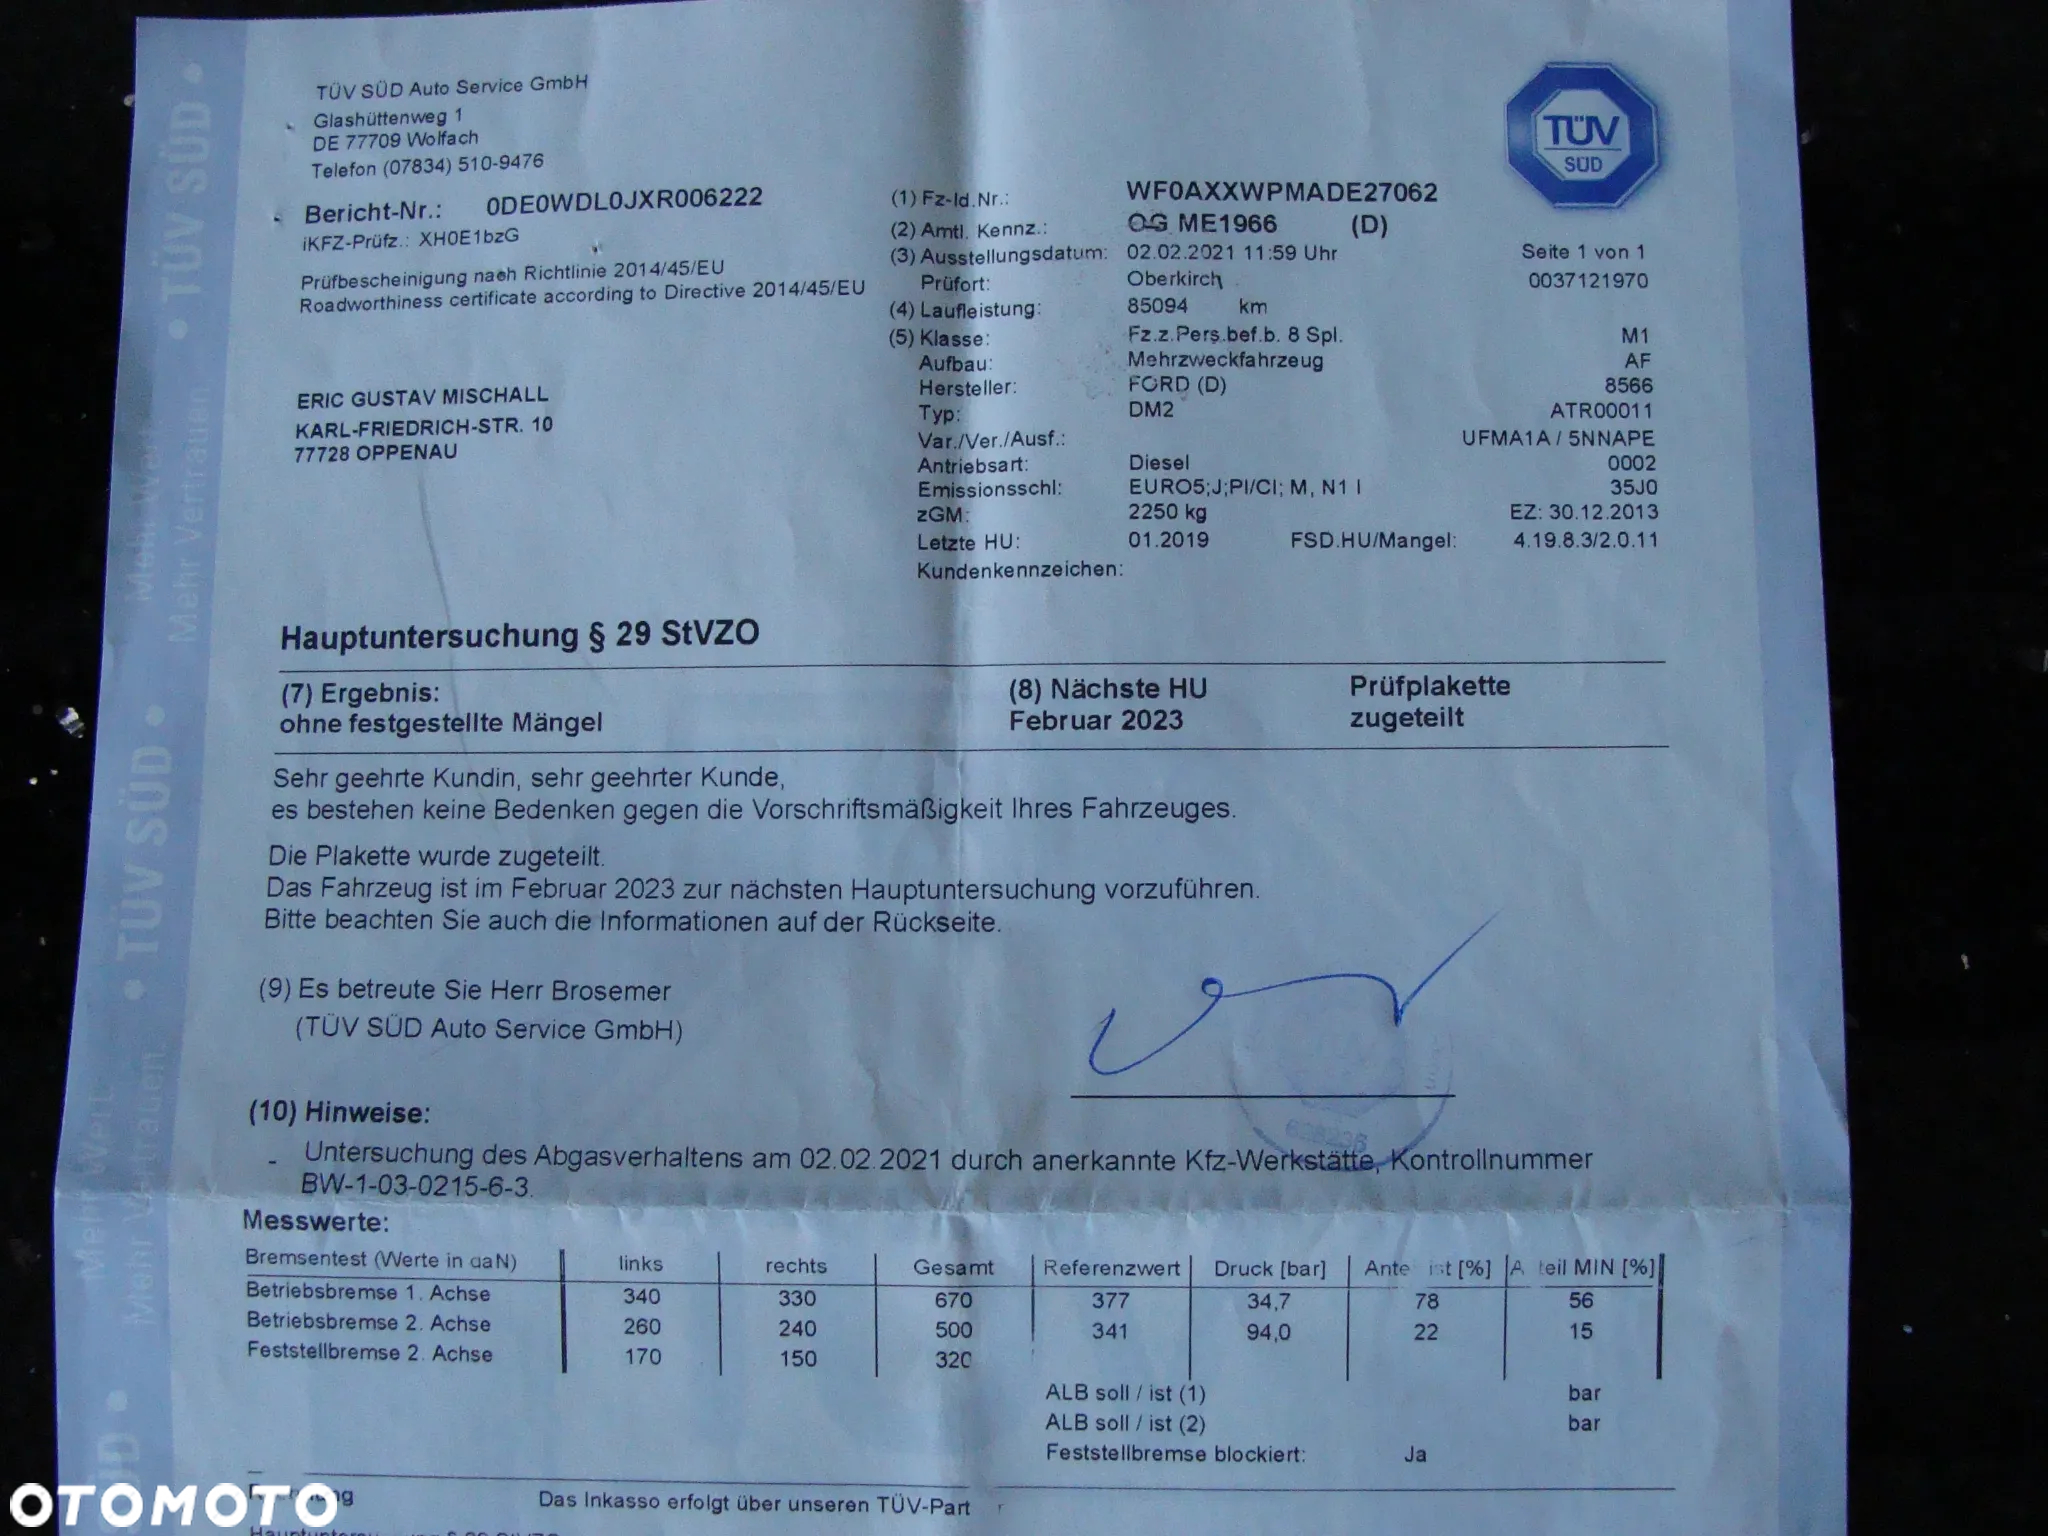 TÜV SÜD Auto Service GmbH
Glashüttenweg 1
DE 77709 Wolfach
Telefon (07834) 510-9476
Bericht-Nr.: 0DE0WDL0JXR006222
iKFZ-Prüfz.: XH0E1bzG
Prüfbescheinigung nach Richtlinie 2014/45/EU
Roadworthiness certificate according to Directive 2014/45/EU
ERIC GUSTAV MISCHALL
KARL-FRIEDRICH-STR. 10
77728 OPPENAU
TÜV
SÜD
(1) Fz-Id.Nr.: WF0AXXWPMADE27062
(2) Amtl. Kennz.: OG ME1966 (D)
(3) Ausstellungsdatum: 02.02.2021 11:59 Uhr Seite 1 von 1
Prüfort: Oberkirch 0037121970
(4) Laufleistung: 85094 km
(5) Klasse: Fz.z.Pers.bef.b. 8 Spl. M1
Aufbau: Mehrzweckfahrzeug AF
Hersteller: FORD (D) 8566
Typ: DM2 ATR00011
Var./Ver./Ausf.: UFMA1A / 5NNAPE
Antriebsart: Diesel 0002
Emissionsschl: EURO5;J;PI/CI; M, N1 I 35J0
zGM: 2250 kg EZ: 30.12.2013
Letzte HU: 01.2019 FSD.HU/Mangel: 4.19.8.3/2.0.11
Kundenkennzeichen:
Hauptuntersuchung § 29 StVZO
(7) Ergebnis: (8) Nächste HU Prüfplakette
ohne festgestellte Mängel Februar 2023 zugeteilt
Sehr geehrte Kundin, sehr geehrter Kunde,
es bestehen keine Bedenken gegen die Vorschriftsmäßigkeit Ihres Fahrzeuges.
Die Plakette wurde zugeteilt.
Das Fahrzeug ist im Februar 2023 zur nächsten Hauptuntersuchung vorzuführen.
Bitte beachten Sie auch die Informationen auf der Rückseite.
(9) Es betreute Sie Herr Brosemer
(TÜV SÜD Auto Service GmbH)
(10) Hinweise:
- Untersuchung des Abgasverhaltens am 02.02.2021 durch anerkannte Kfz-Werkstätte, Kontrollnummer
BW-1-03-0215-6-3.
Messwerte:
Bremsentest (Werte in daN) links rechts Gesamt Referenzwert Druck [bar] [%] MIN [%]
Betriebsbremse 1. Achse 340 330 670 377 34,7 78 56
Betriebsbremse 2. Achse 260 240 500 341 94,0 22 15
Feststellbremse 2. Achse 170 150 320
ALB soll / ist (1) bar
ALB soll / ist (2) bar
Feststellbremse blockiert: Ja
Das Inkasso erfolgt über unseren
OTOMOTO
TÜV SÜD
Mehr Wert.
Mehr Vertrauen.
TÜV SÜD
Mehr Wert.
Mehr Vertrauen.